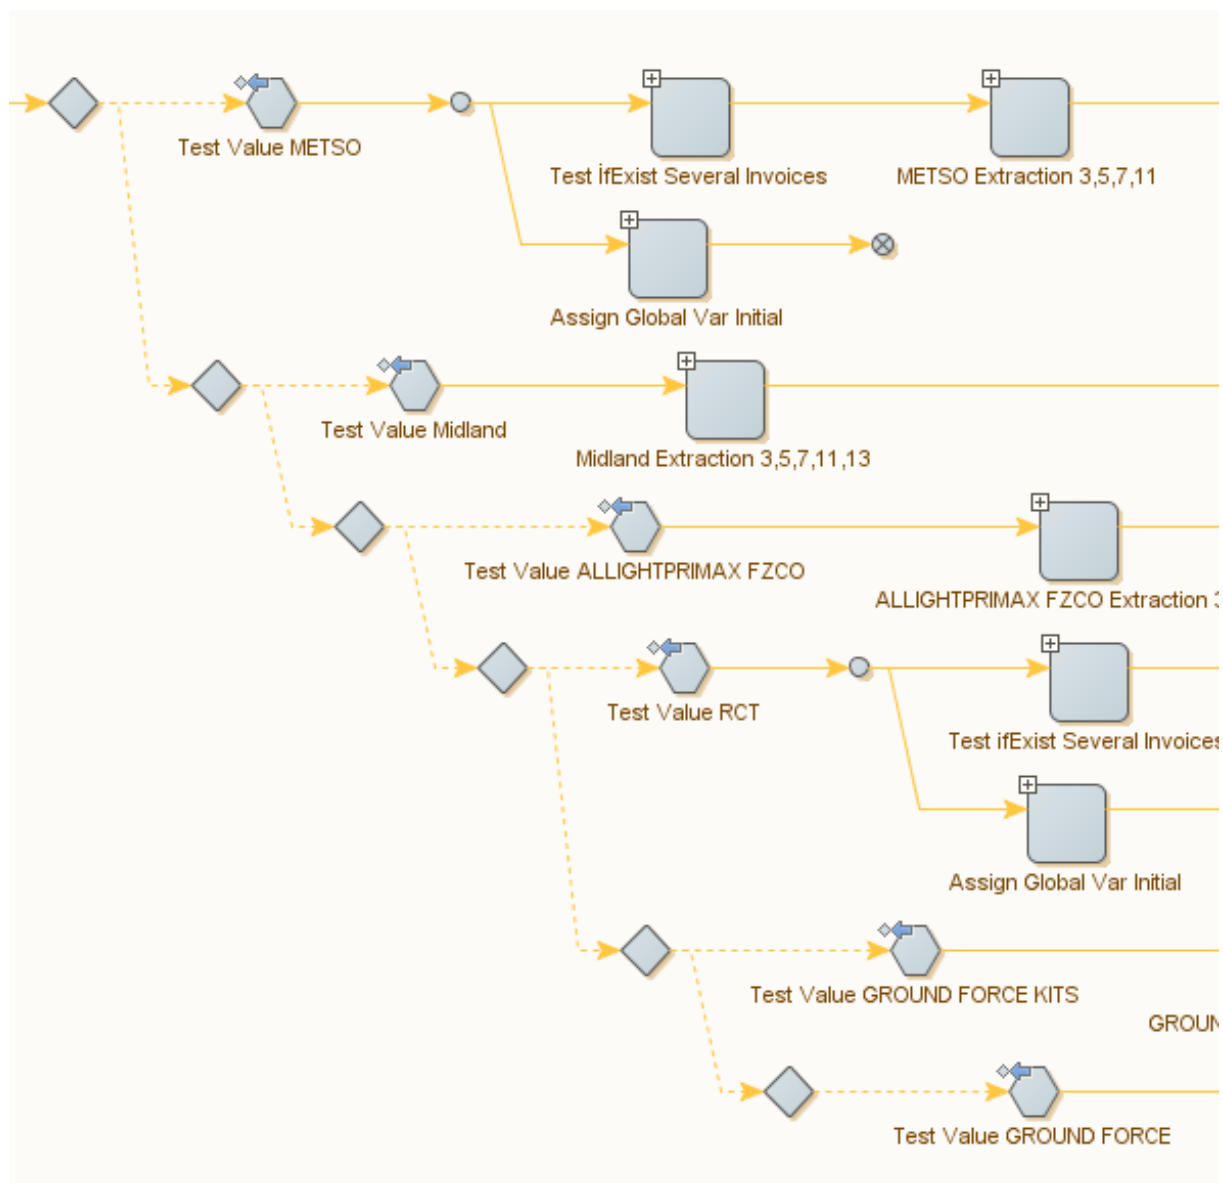 Test Value METSO
Test İfExist Several Invoices
METSO Extraction 3,5,7,11
Assign Global Var Initial
Test Value Midland
Midland Extraction 3,5,7,11,13
Test Value ALLIGHTPRIMAX FZCO
ALLIGHTPRIMAX FZCO Extraction
Test Value RCT
Test ifExist Several Invoices
Assign Global Var Initial
Test Value GROUND FORCE KITS
GROUN
Test Value GROUND FORCE